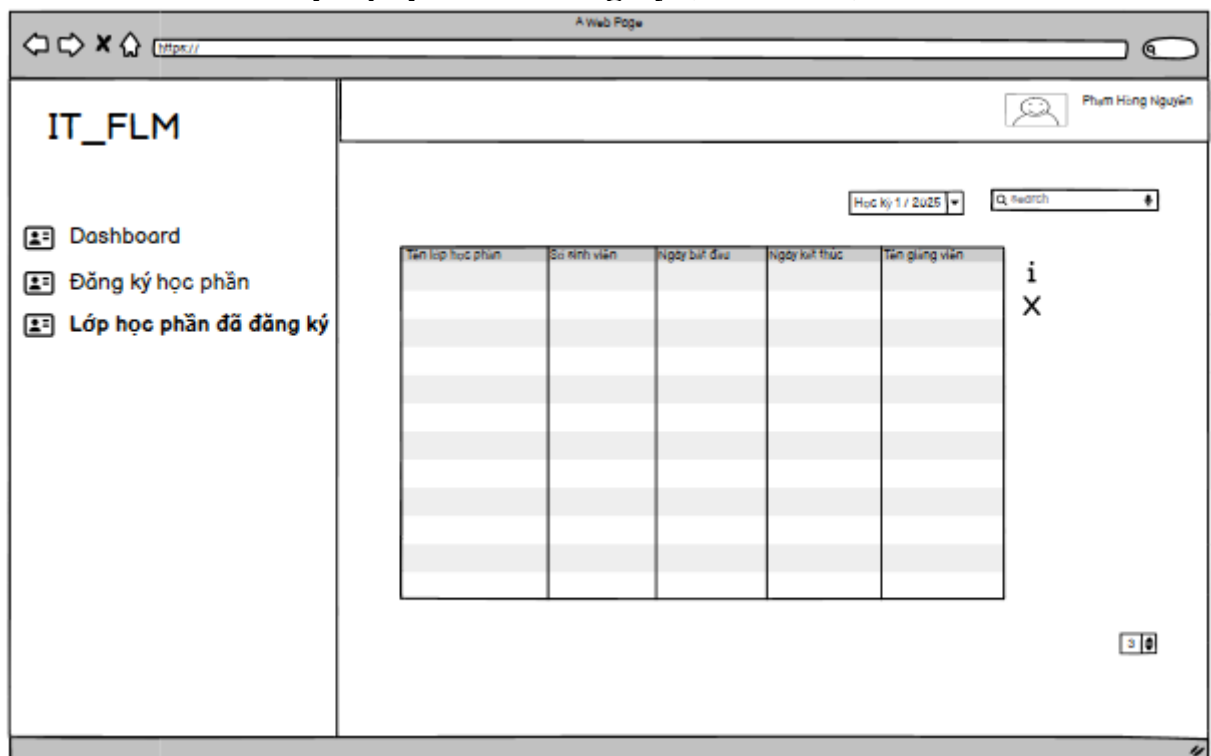 A Web Page
https://
IT_FLM
Phạm Hồng Nguyên
Học kỳ 1 / 2025
search
Dashboard
Đăng ký học phần
Lớp học phần đã đăng ký
Tên lớp học phần
Số sinh viên
Ngày bắt đầu
Ngày kết thúc
Tên giảng viên
i
X
3